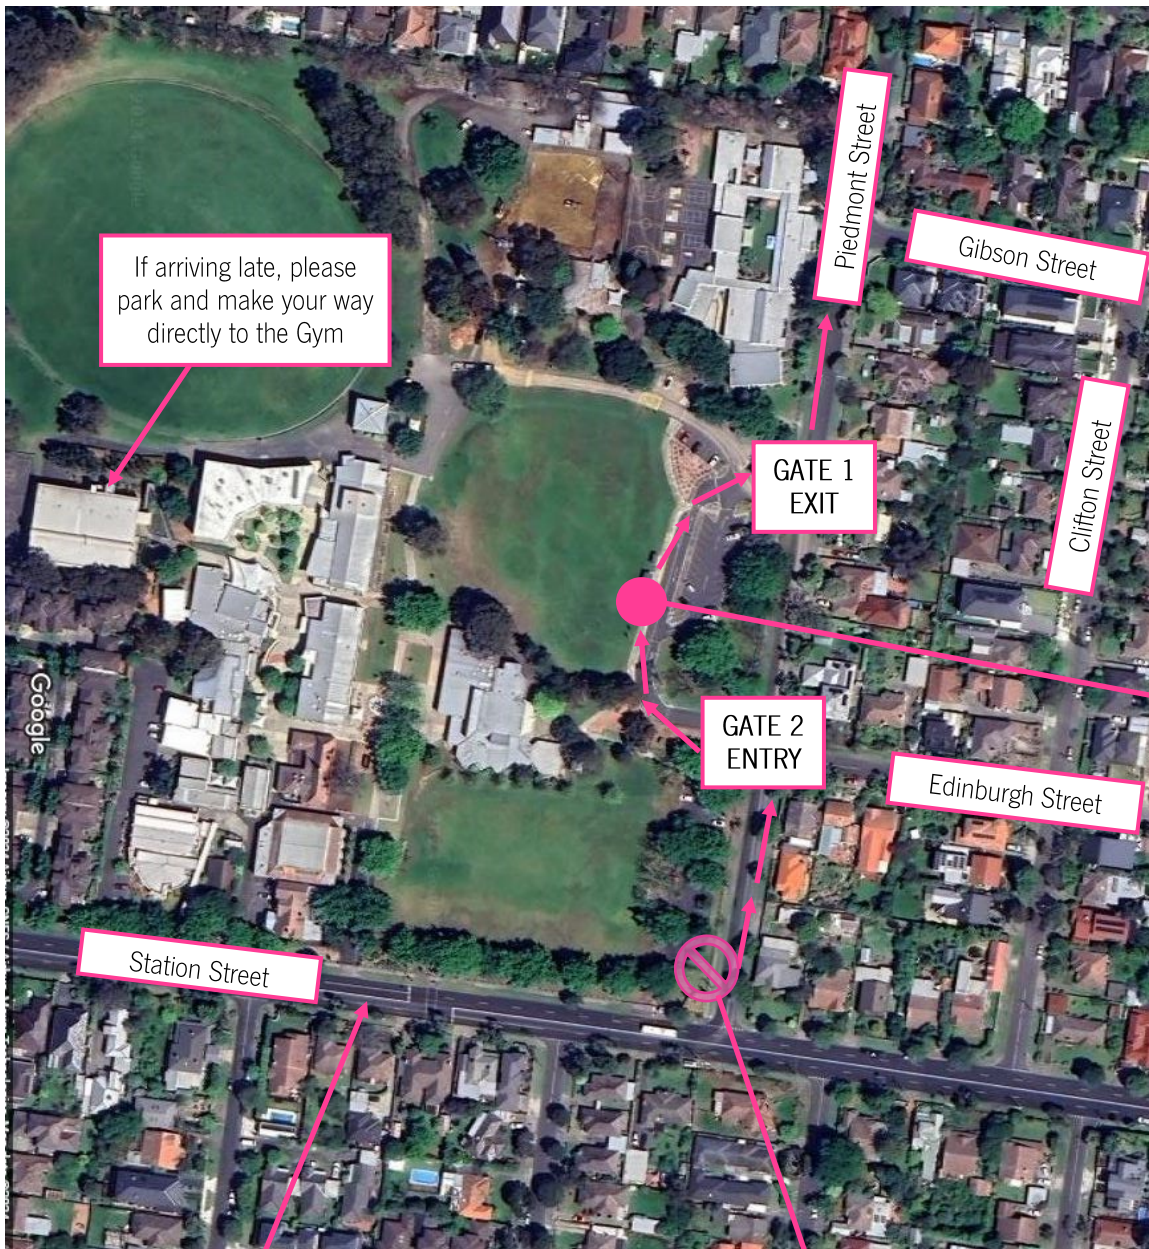 Piedmont Street
Gibson Street
If arriving late, please
park and make your way
directly to the Gym
Clifton Street
GATE 1
EXIT
Google
GATE 2
ENTRY
Edinburgh Street
Station Street